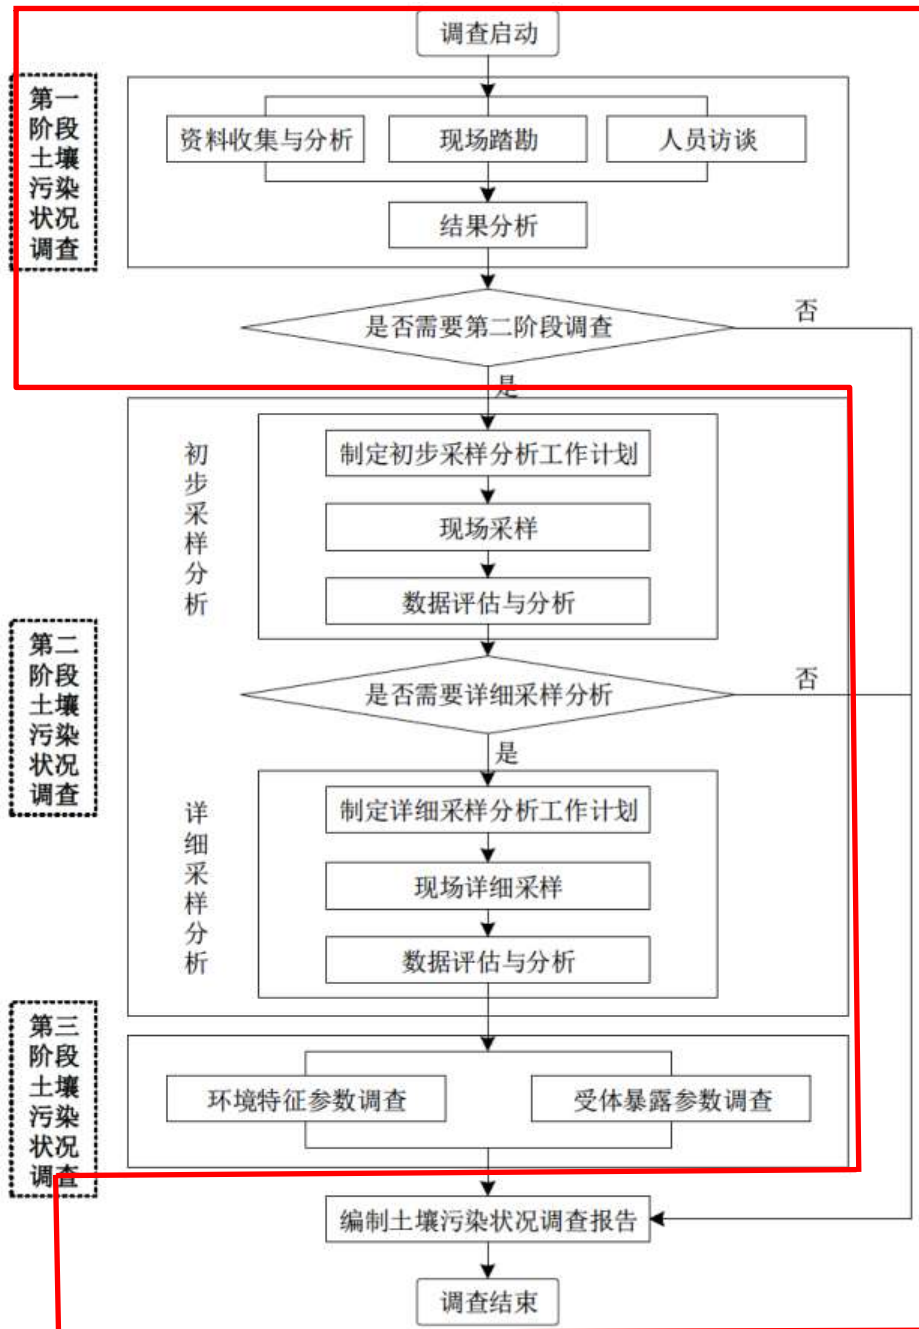 调查启动
第一
阶段
土壤
污染
状况
调查
资料收集与分析
现场踏勘
人员访谈
结果分析
是否需要第二阶段调查
否
是
初
步
采
样
分
析
制定初步采样分析工作计划
现场采样
数据评估与分析
第二
阶段
土壤
污染
状况
调查
是否需要详细采样分析
否
是
详
细
采
样
分
析
制定详细采样分析工作计划
现场详细采样
数据评估与分析
第三
阶段
土壤
污染
状况
调查
环境特征参数调查
受体暴露参数调查
编制土壤污染状况调查报告
调查结束